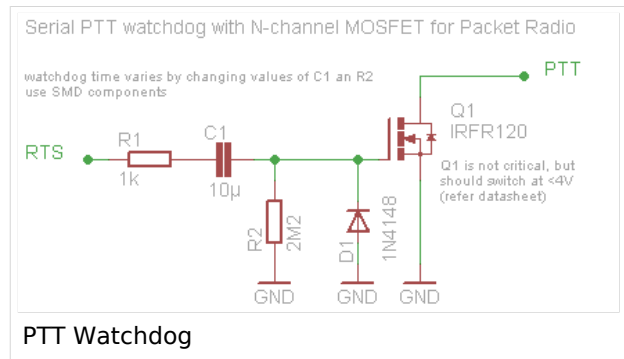 Serial PTT watchdog with N-channel MOSFET for Packet Radio
watchdog time varies by changing values of C1 an R2
use SMD components
PTT
Q1
IRFR120
Q1 is not critical, but
should switch at <4V
(refer datasheet)
RTS
R1
1k
C1
10µ
R2
2M2
D1
1N4148
GND
GND
GND
PTT Watchdog